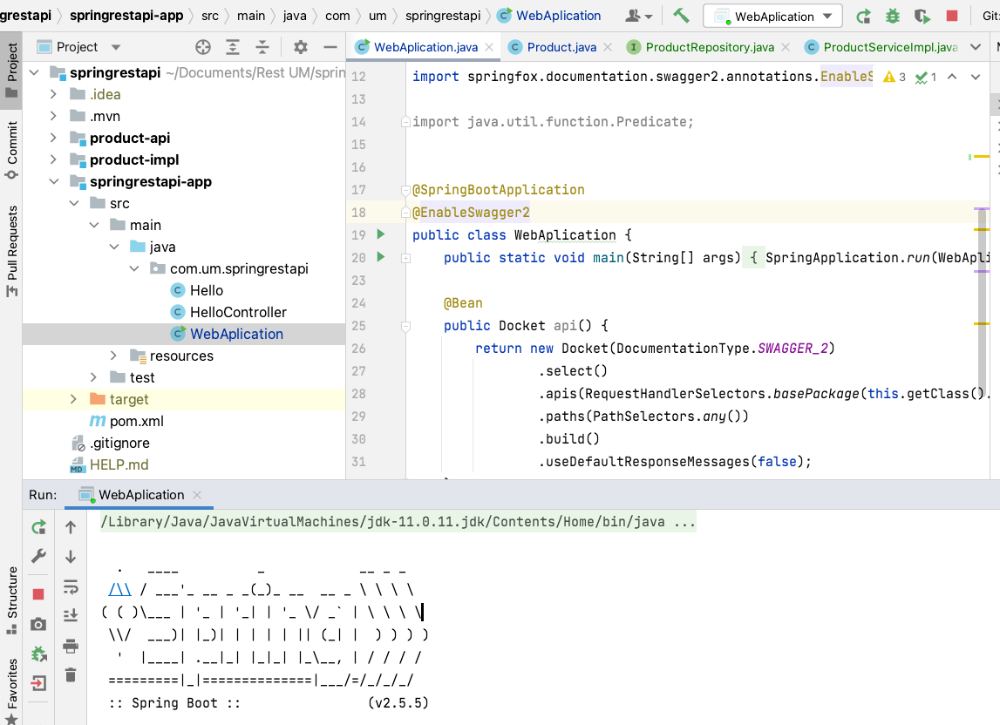 grestapi springrestapi-app src main java com um springrestapi WebAplication WebAplication Git:
Project
WebAplication.java Product.java ProductRepository.java ProductServiceImpl.java
Project
Commit
Pull Requests
Structure
Favorites
springrestapi ~/Documents/Rest UM/sprin
.idea
.mvn
product-api
product-impl
springrestapi-app
src
main
java
com.um.springrestapi
Hello
HelloController
WebAplication
resources
test
target
pom.xml
.gitignore
HELP.md
12 import springfox.documentation.swagger2.annotations.EnableS 3 1
13
14 import java.util.function.Predicate;
15
16
17 @SpringBootApplication
18 @EnableSwagger2
19 public class WebAplication {
20 public static void main(String[] args) { SpringApplication.run(WebApli
23
24 @Bean
25 public Docket api() {
26 return new Docket(DocumentationType.SWAGGER_2)
27 .select()
28 .apis(RequestHandlerSelectors.basePackage(this.getClass().
29 .paths(PathSelectors.any())
30 .build()
31 .useDefaultResponseMessages(false);
Run: WebAplication
/Library/Java/JavaVirtualMachines/jdk-11.0.11.jdk/Contents/Home/bin/java ...
  .   ____          _            __ _ _
 /\\ / ___'_ __ _ _(_)_ __  __ _ \ \ \ \
( ( )\___ | '_ | '_| | '_ \/ _` | \ \ \ \
 \\/  ___)| |_)| | | | | || (_| |  ) ) ) )
  '  |____| .__|_| |_|_| |_\__, | / / / /
 =========|_|==============|___/=/_/_/_/
 :: Spring Boot ::                (v2.5.5)